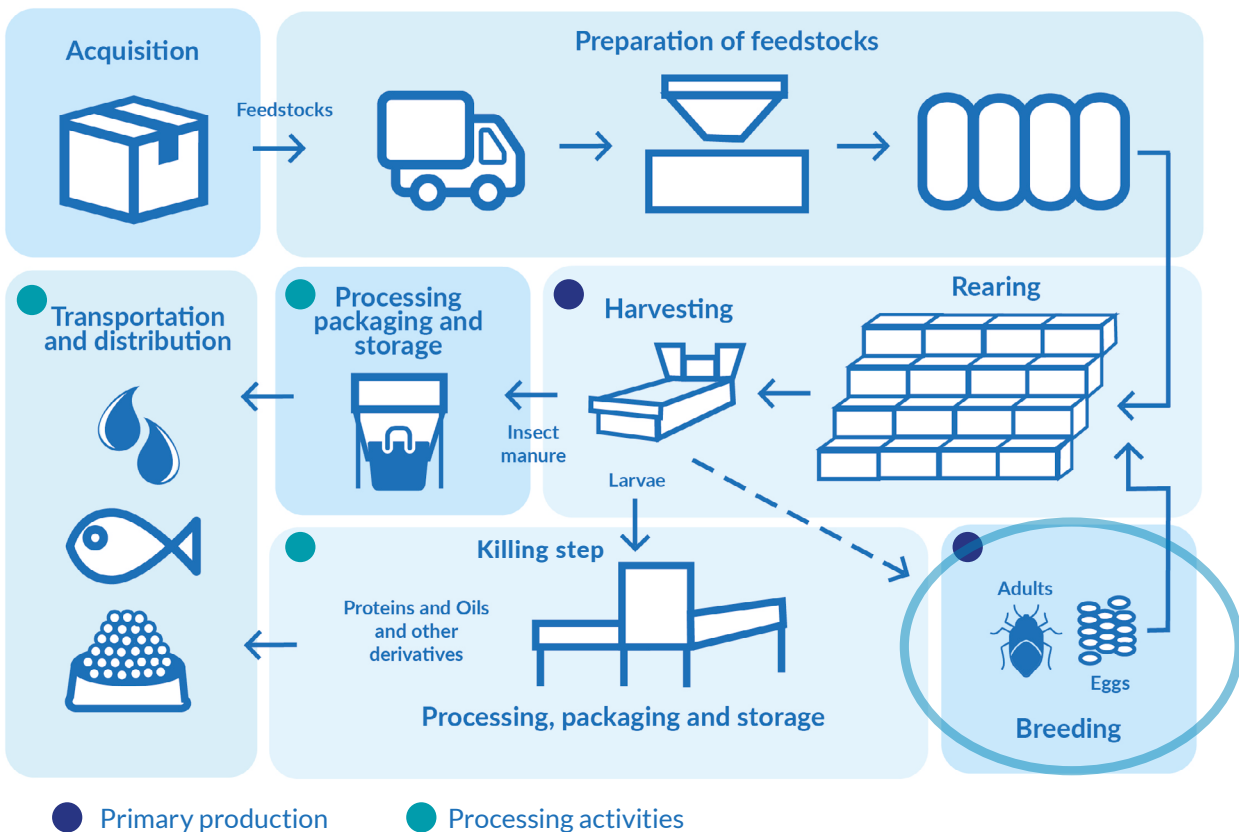 Acquisition
Feedstocks
Preparation of feedstocks
Transportation
and distribution
Processing
packaging and
storage
Harvesting
Rearing
Insect
manure
Larvae
Killing step
Proteins and Oils
and other
derivatives
Processing, packaging and storage
Adults
Eggs
Breeding
Primary production
Processing activities